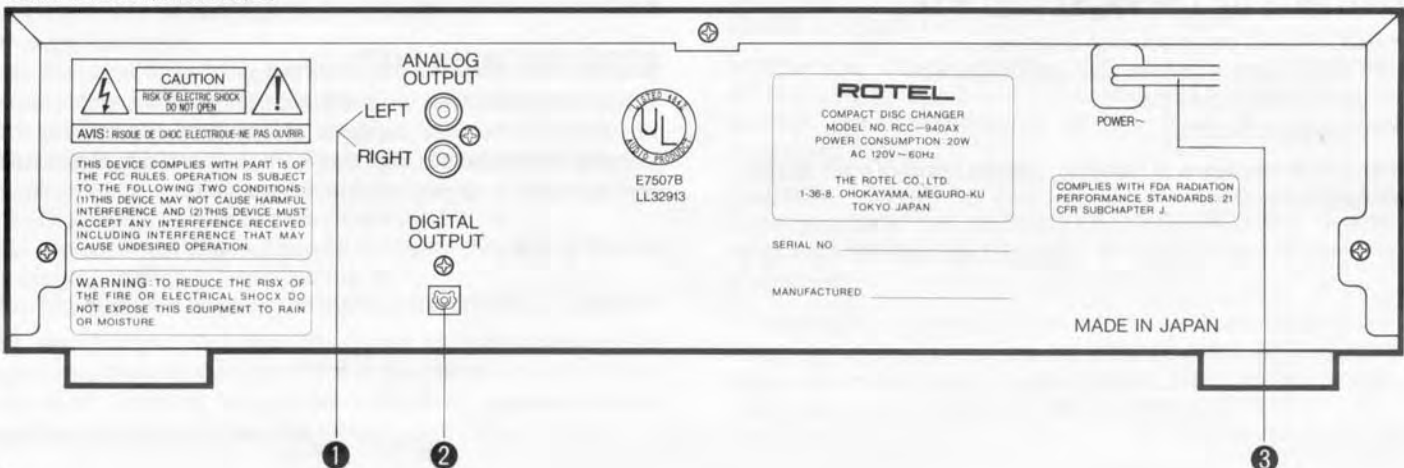 CAUTION
RISK OF ELECTRIC SHOCK
DO NOT OPEN
AVIS: RISQUE DE CHOC ELECTRIQUE-NE PAS OUVRIR.
THIS DEVICE COMPLIES WITH PART 15 OF
THE FCC RULES. OPERATION IS SUBJECT
TO THE FOLLOWING TWO CONDITIONS:
(1)THIS DEVICE MAY NOT CAUSE HARMFUL
INTERFERENCE AND (2)THIS DEVICE MUST
ACCEPT ANY INTERFEFENCE RECEIVED
INCLUDING INTERFERENCE THAT MAY
CAUSE UNDESIRED OPERATION
WARNING: TO REDUCE THE RISX OF
THE FIRE OR ELECTRICAL SHOCX DO
NOT EXPOSE THIS EQUIPMENT TO RAIN
OR MOISTURE
ANALOG
OUTPUT
LEFT
RIGHT
DIGITAL
OUTPUT
LISTED
UL
AUDIO PRODUCT
E7507B
LL32913
ROTEL
COMPACT DISC CHANGER
MODEL NO. RCC-940AX
POWER CONSUMPTION 20W
AC 120V~60Hz
THE ROTEL CO.,LTD.
1-36-8, OHOKAYAMA, MEGURO-KU
TOKYO JAPAN
SERIAL NO.
MANUFACTURED
POWER~
COMPLIES WITH FDA RADIATION
PERFORMANCE STANDARDS. 21
CFR SUBCHAPTER J.
MADE IN JAPAN
1
2
3